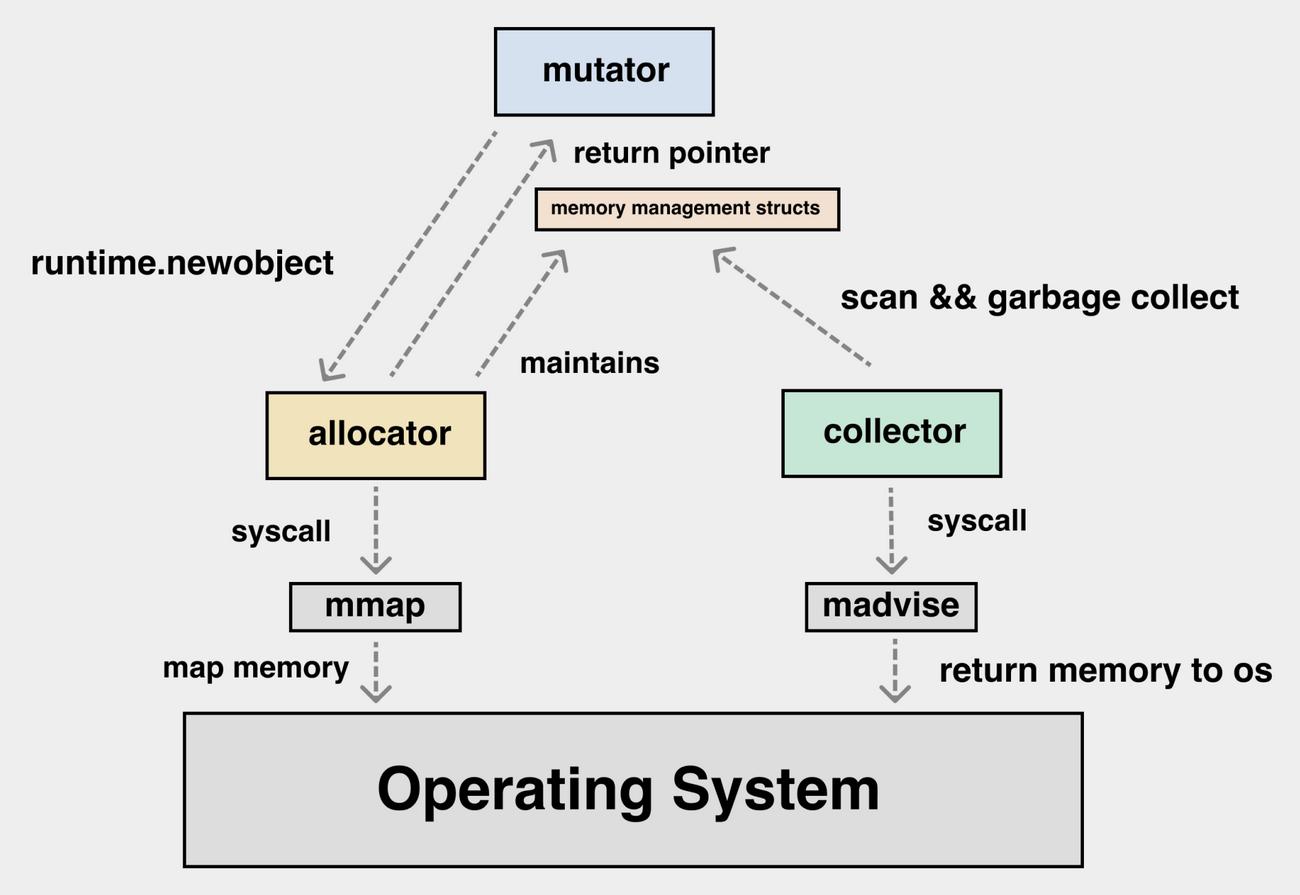 mutator
return pointer
memory management structs
runtime.newobject
scan && garbage collect
maintains
allocator
collector
syscall
syscall
mmap
madvise
map memory
return memory to os
Operating System